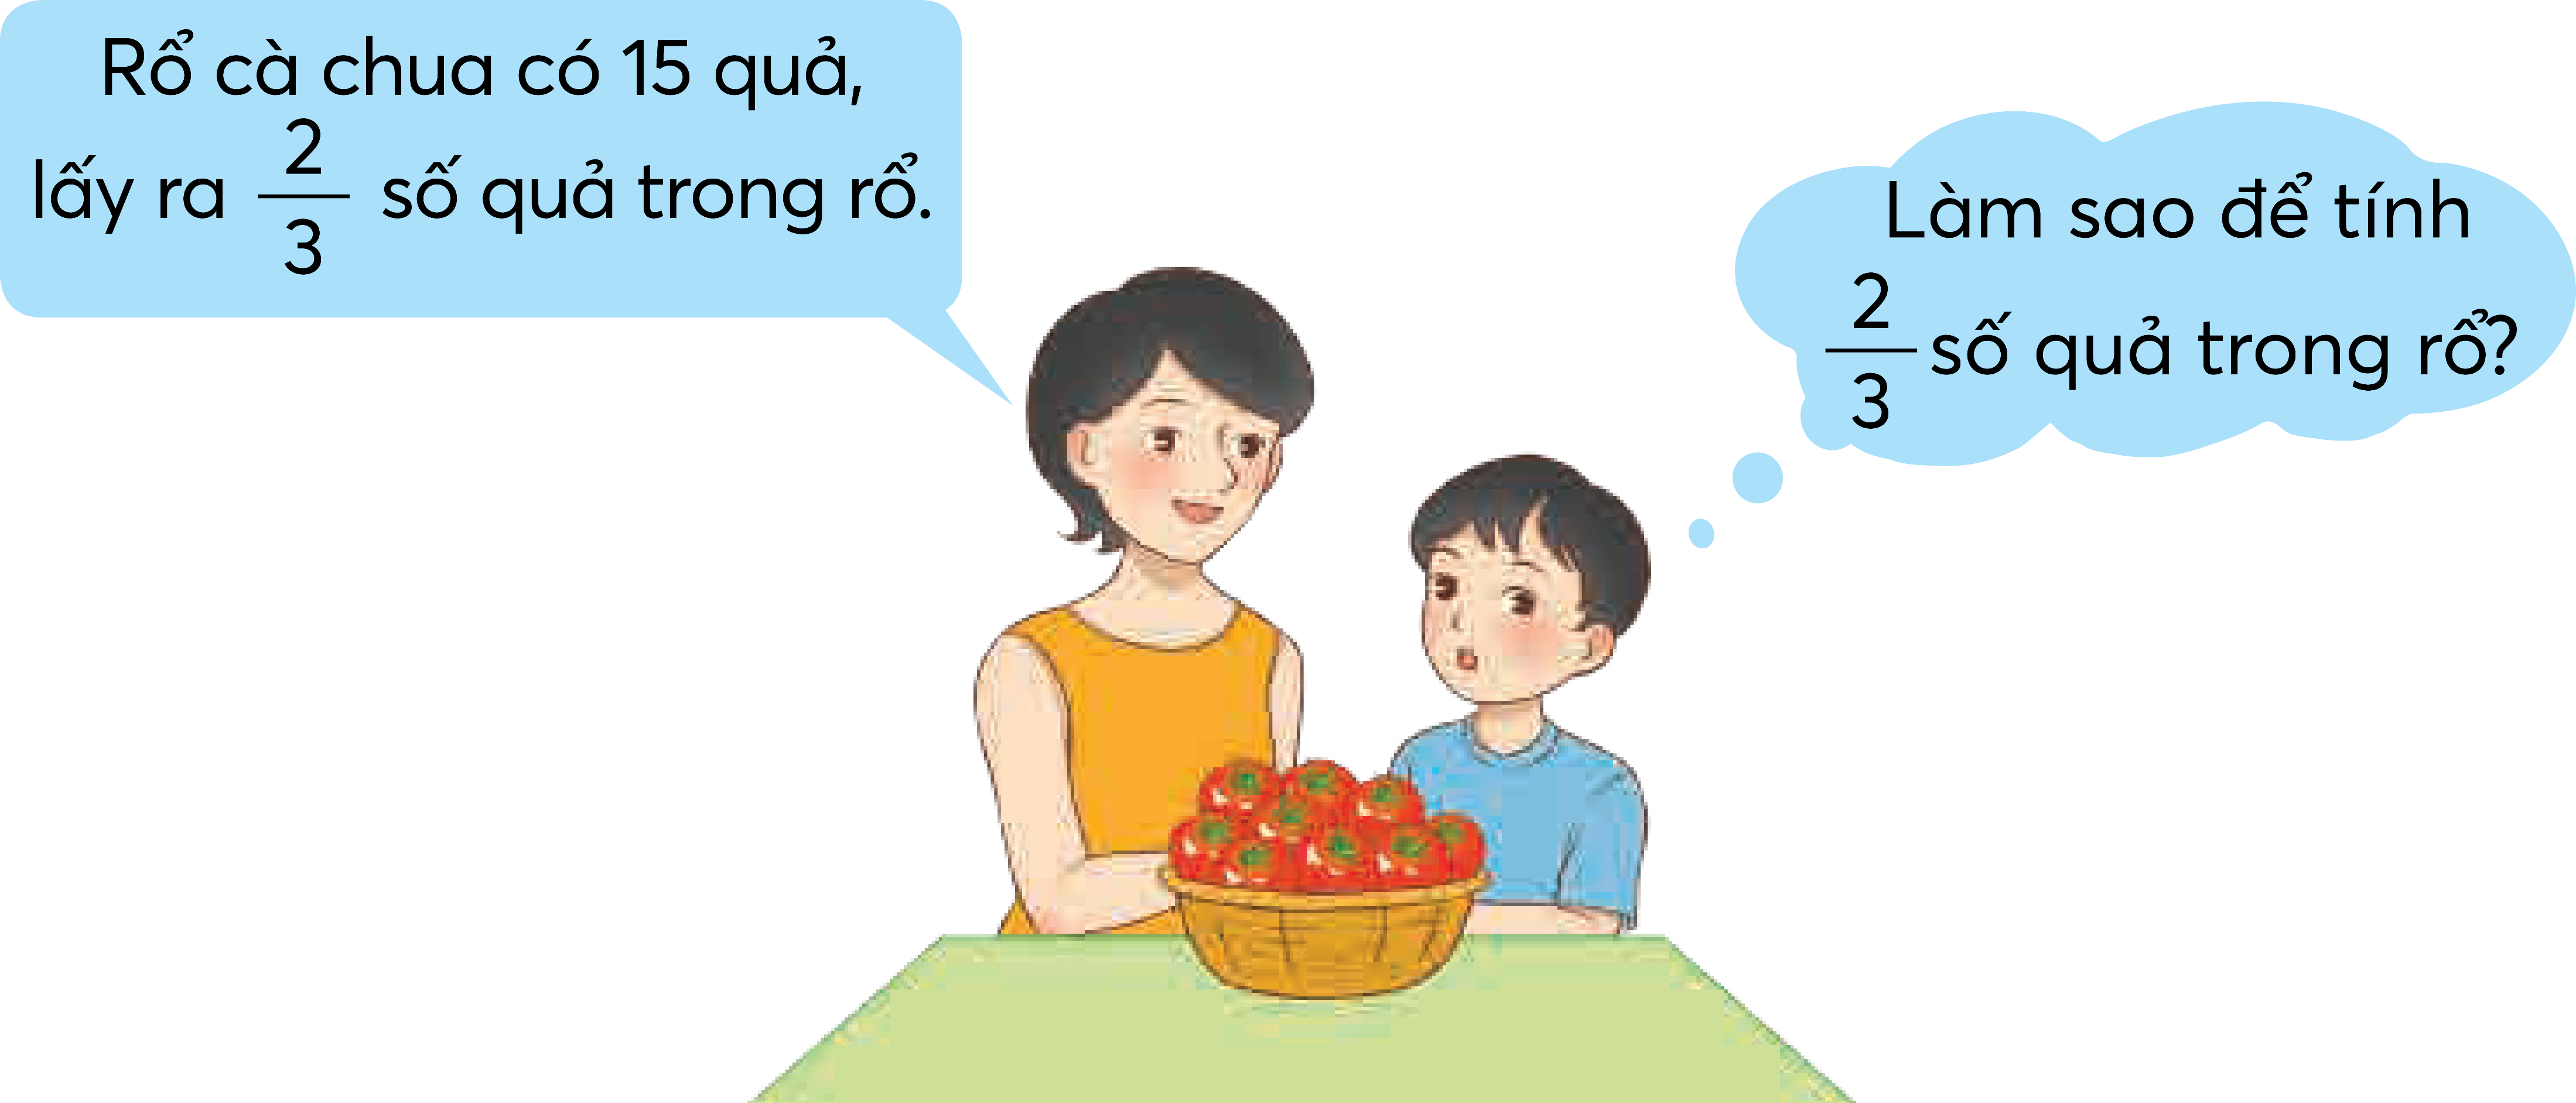 Rổ cà chua có 15 quả,
lấy ra 2/3 số quả trong rổ.
Làm sao để tính
2/3 số quả trong rổ?